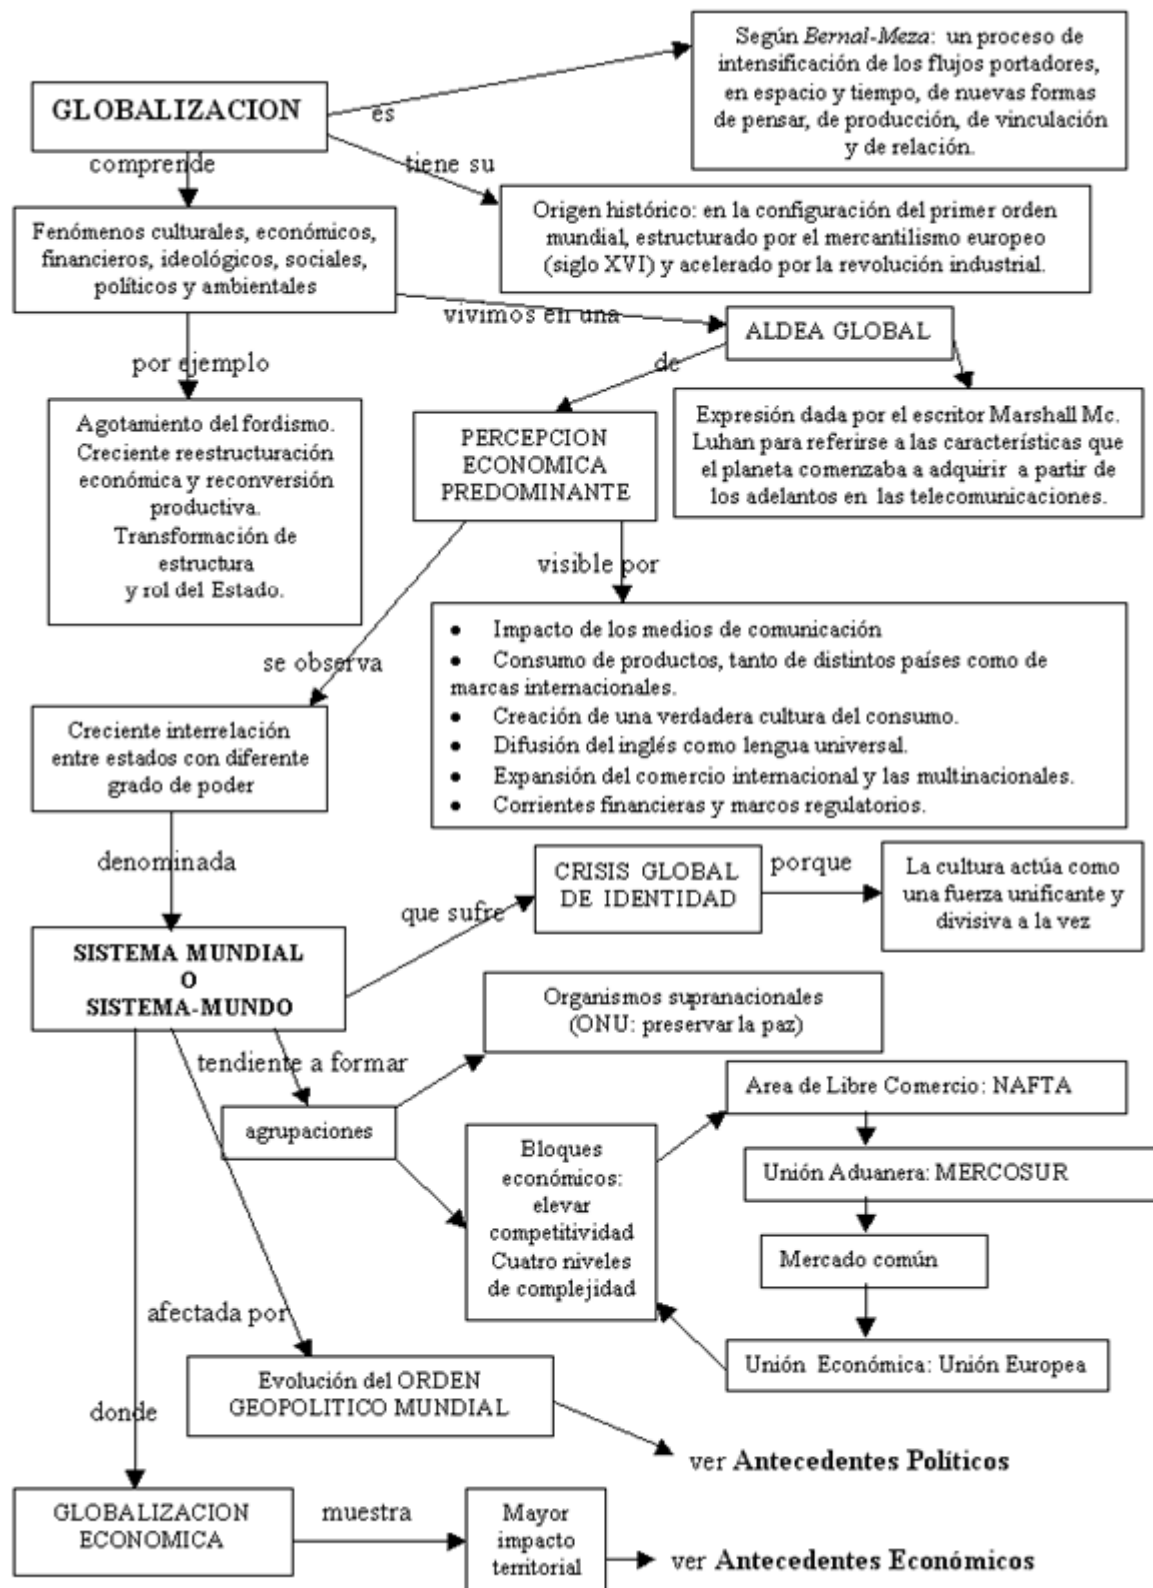 Según Bernal-Meza: un proceso de
intensificación de los flujos portadores,
en espacio y tiempo, de nuevas formas
de pensar, de producción, de vinculación
y de relación.
GLOBALIZACION
es
comprende
tiene su
Origen histórico: en la configuración del primer orden
mundial, estructurado por el mercantilismo europeo
(siglo XVI) y acelerado por la revolución industrial.
Fenómenos culturales, económicos,
financieros, ideológicos, sociales,
políticos y ambientales
vivimos en una
ALDEA GLOBAL
por ejemplo
de
Agotamiento del fordismo.
Creciente reestructuración
económica y reconversión
productiva.
Transformación de
estructura
y rol del Estado.
PERCEPCION
ECONOMICA
PREDOMINANTE
Expresión dada por el escritor Marshall Mc.
Luhan para referirse a las características que
el planeta comenzaba a adquirir a partir de
los adelantos en las telecomunicaciones.
visible por
• Impacto de los medios de comunicación
• Consumo de productos, tanto de distintos países como de
marcas internacionales.
• Creación de una verdadera cultura del consumo.
• Difusión del inglés como lengua universal.
• Expansión del comercio internacional y las multinacionales.
• Corrientes financieras y marcos regulatorios.
se observa
Creciente interrelación
entre estados con diferente
grado de poder
denominada
CRISIS GLOBAL
DE IDENTIDAD
porque
La cultura actúa como
una fuerza unificante y
divisiva a la vez
que sufre
SISTEMA MUNDIAL
O
SISTEMA-MUNDO
Organismos supranacionales
(ONU: preservar la paz)
tendiente a formar
agrupaciones
Bloques
económicos:
elevar
competitividad
Cuatro niveles
de complejidad
Area de Libre Comercio: NAFTA
Unión Aduanera: MERCOSUR
Mercado común
Unión Económica: Unión Europea
afectada por
Evolución del ORDEN
GEOPOLITICO MUNDIAL
donde
ver Antecedentes Políticos
GLOBALIZACION
ECONOMICA
muestra
Mayor
impacto
territorial
ver Antecedentes Económicos